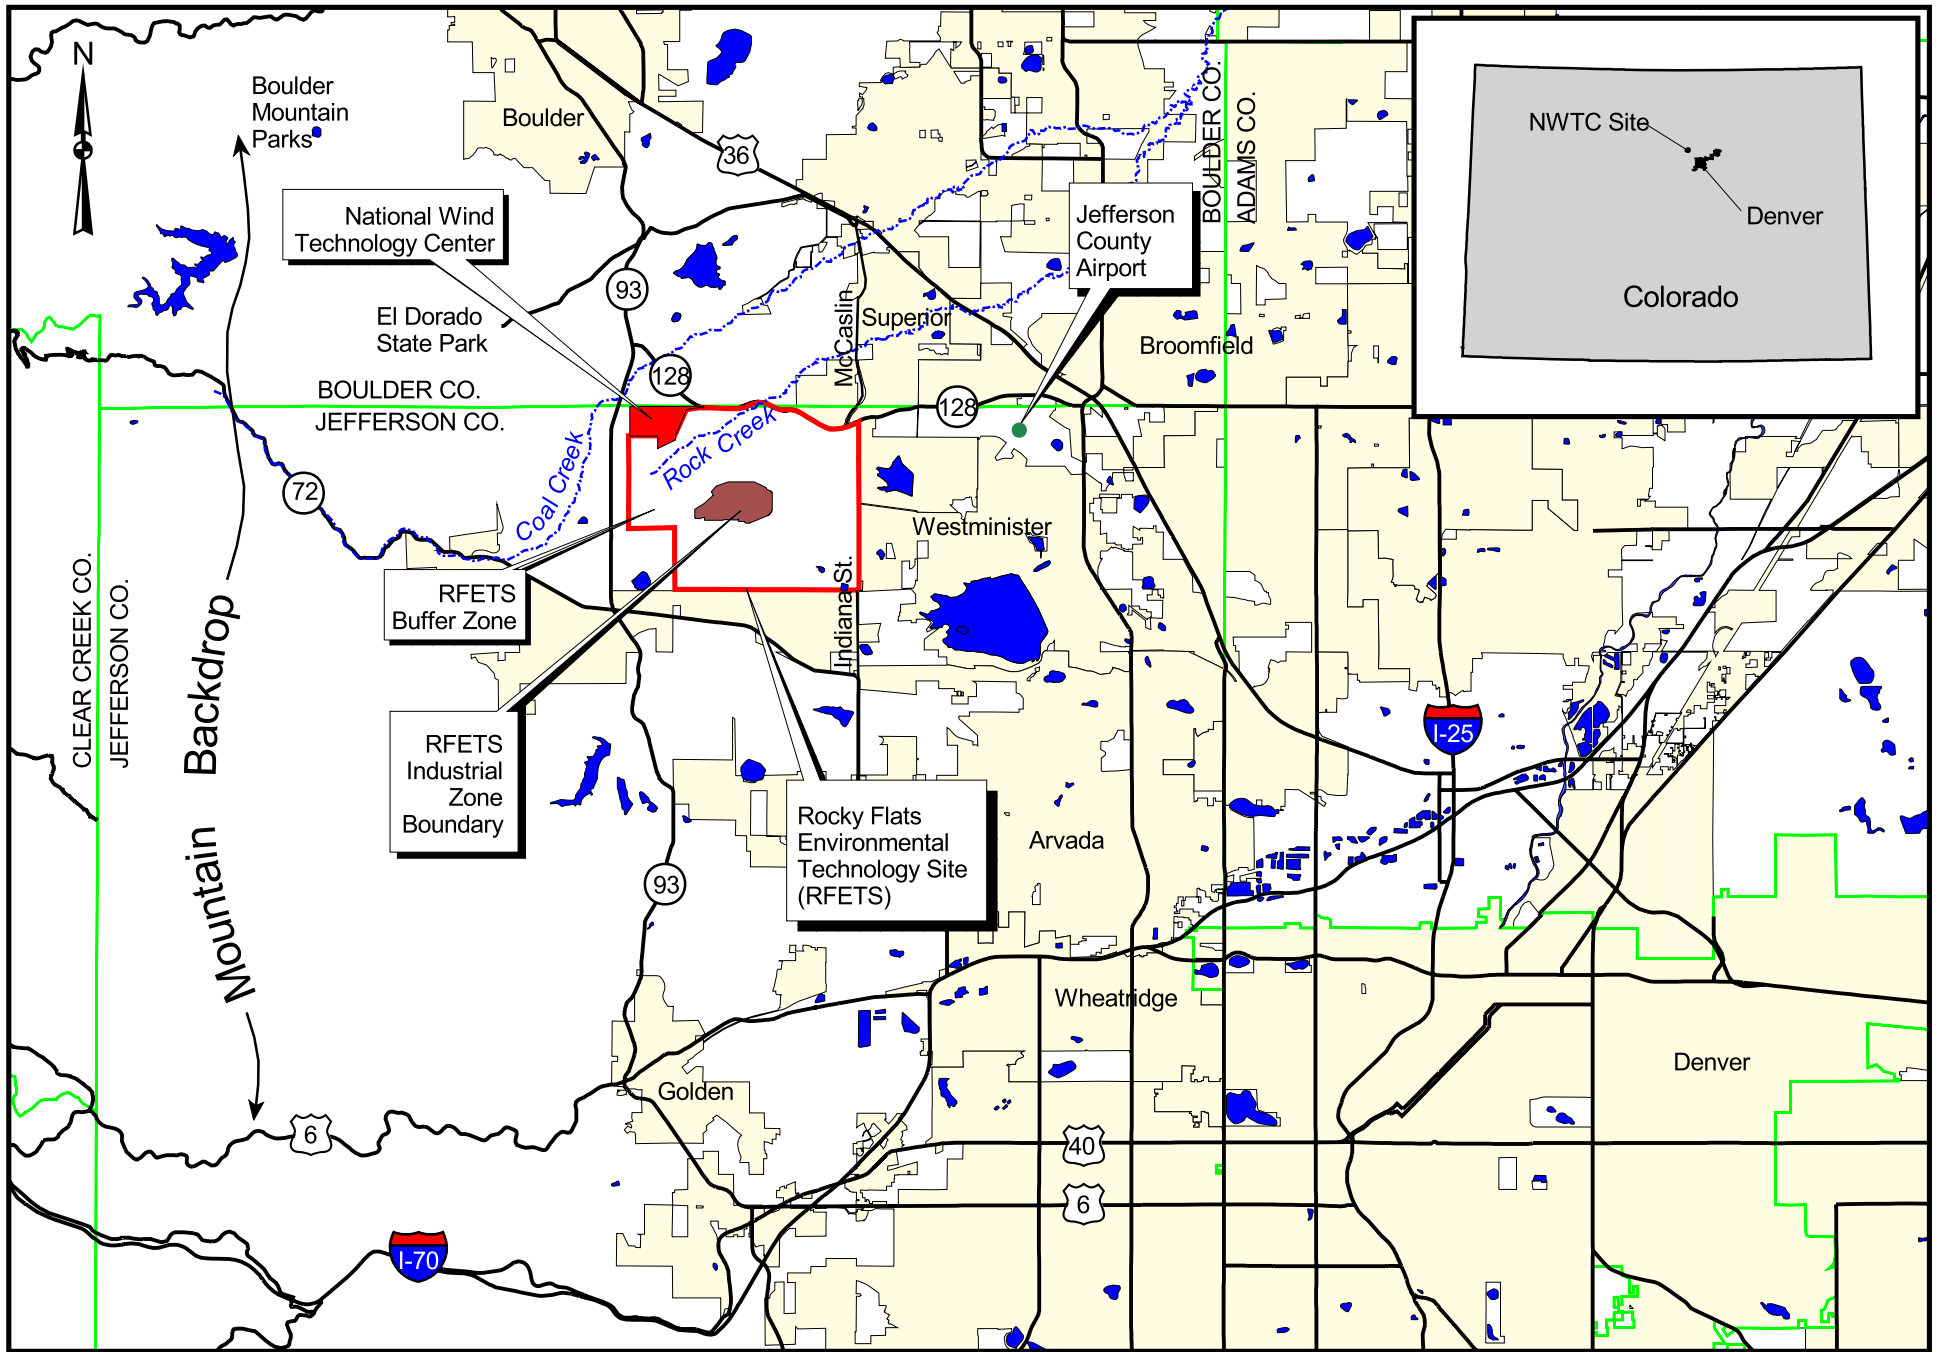 N
Boulder
Mountain
Parks
Boulder
36
BOULDER CO.
ADAMS CO.
NWTC Site
Denver
Colorado
National Wind
Technology Center
Jefferson
County
Airport
93
El Dorado
State Park
McCaslin
Superior
Broomfield
128
BOULDER CO.
JEFFERSON CO.
128
Coal Creek
Rock Creek
72
Westminister
CLEAR CREEK CO.
JEFFERSON CO.
Mountain Backdrop
RFETS
Buffer Zone
Indiana St.
RFETS
Industrial
Zone
Boundary
I-25
Rocky Flats
Environmental
Technology Site
(RFETS)
Arvada
93
Wheatridge
Golden
Denver
6
40
6
I-70